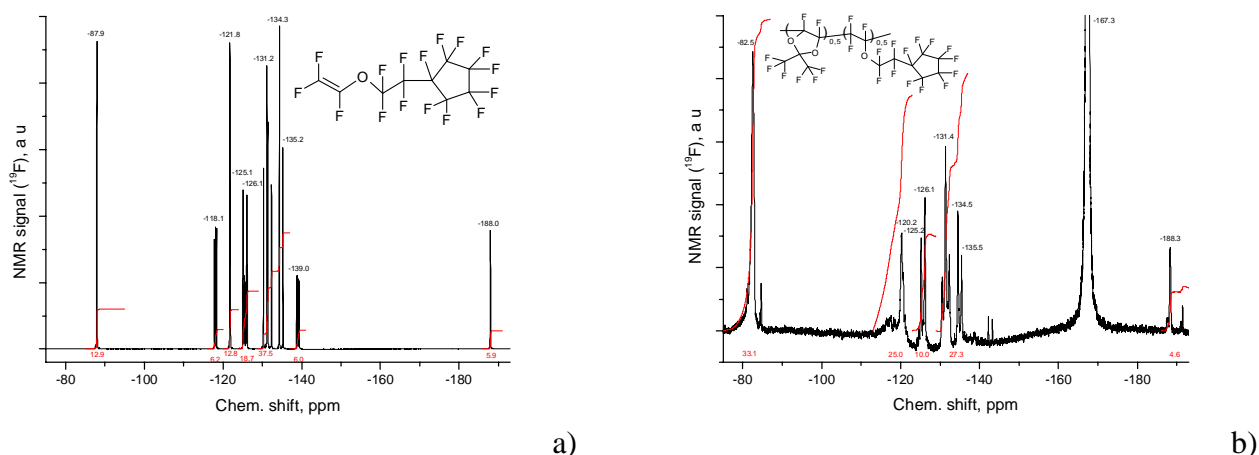 -87.9
-121.8
-134.3
-131.2
-135.2
-125.1
-126.1
-118.1
-139.0
-188.0
F
F
F
O
F
F
F
F
F
F
F
F
F
F
F
F
F
12.9
6.2
12.8
18.7
37.5
6.0
5.9
-80 -100 -120 -140 -160 -180
Chem. shift, ppm
NMR signal (¹⁹F), a u
a)
-82.5
-167.3
-131.4
-126.1
-120.2
-125.2
-134.5
-135.5
-188.3
F F F F
( )0,5 ( )0,5
O O F F O
F F F F F F
F F F F F F F F F F F F F
33.1
25.0
10.0
27.3
4.6
-80 -100 -120 -140 -160 -180
Chem. shift, ppm
NMR signal (¹⁹F), a u
b)